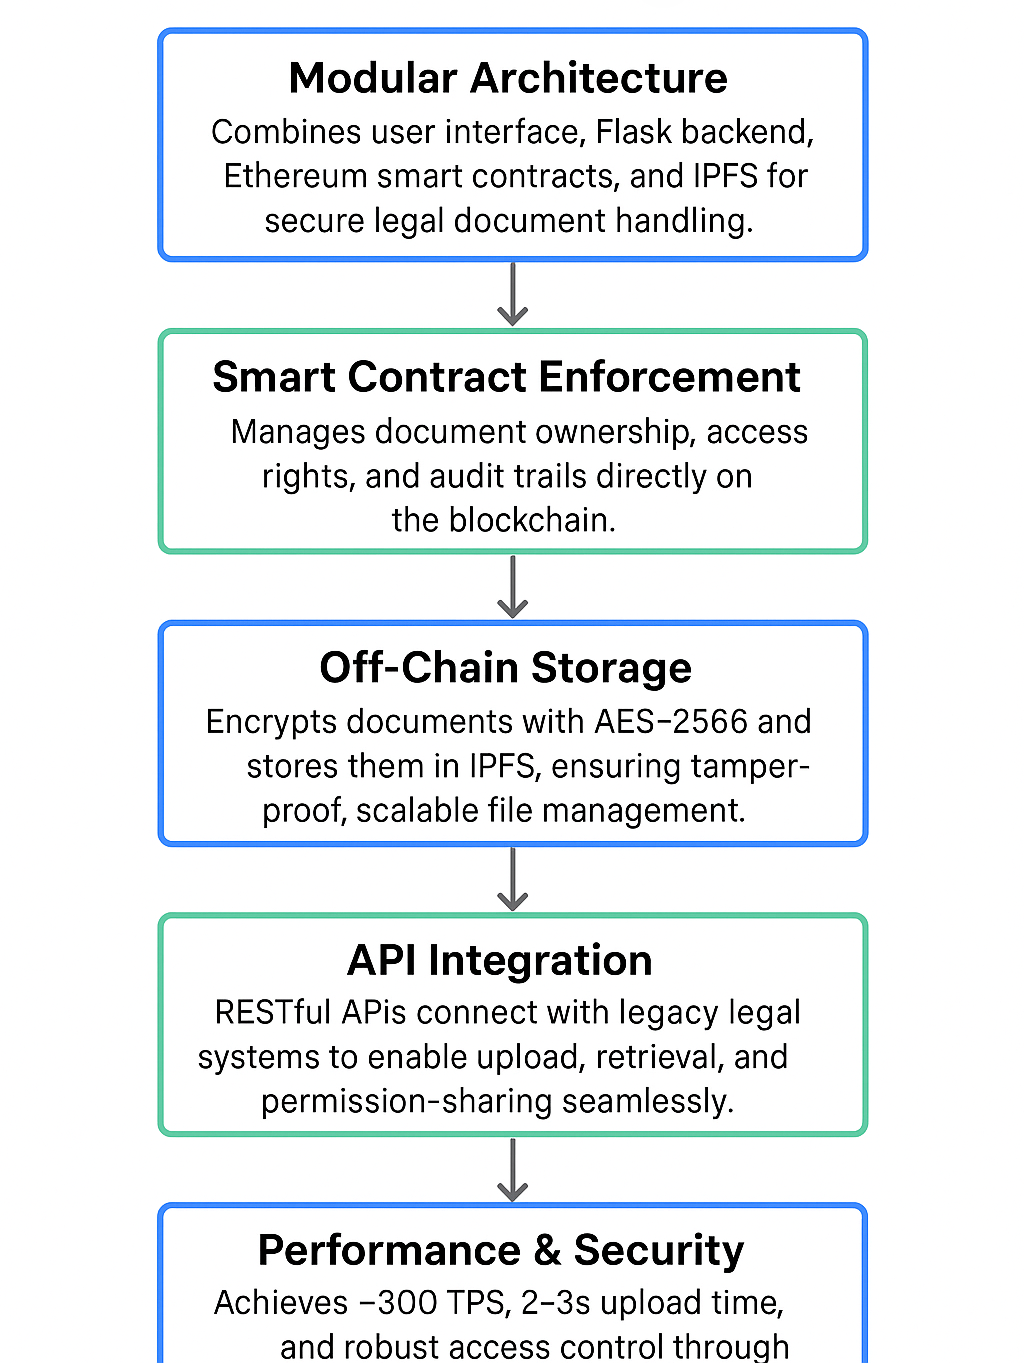 Modular Architecture
Combines user interface, Flask backend,
Ethereum smart contracts, and IPFS for
secure legal document handling.
Smart Contract Enforcement
Manages document ownership, access
rights, and audit trails directly on
the blockchain.
Off-Chain Storage
Encrypts documents with AES-2566 and
stores them in IPFS, ensuring tamper-
proof, scalable file management.
API Integration
RESTful APis connect with legacy legal
systems to enable upload, retrieval, and
permission-sharing seamlessly.
Performance & Security
Achieves –300 TPS, 2–3s upload time,
and robust access control through